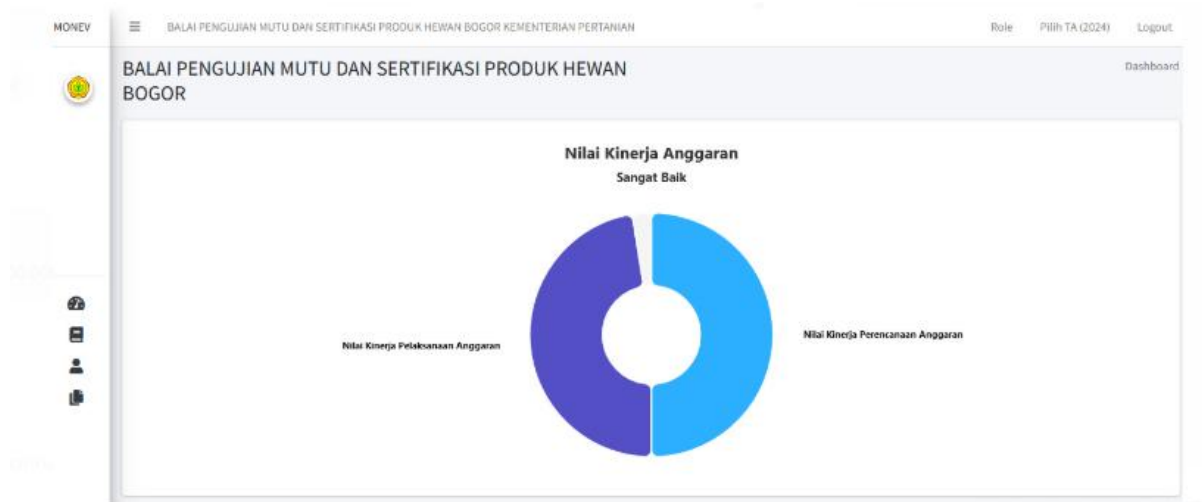 MONEV
BALAI PENGUJIAN MUTU DAN SERTIFIKASI PRODUK HEWAN BOGOR KEMENTERIAN PERTANIAN
Role
Pilih TA (2024)
Logout
BALAI PENGUJIAN MUTU DAN SERTIFIKASI PRODUK HEWAN
BOGOR
Dashboard
Nilai Kinerja Anggaran
Sangat Baik
Nilai Kinerja Pelaksanaan Anggaran
Nilai Kinerja Perencanaan Anggaran